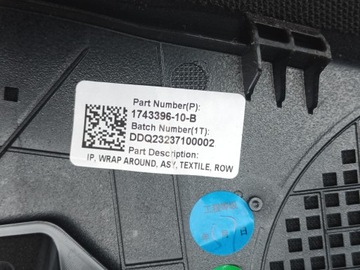 Part Number(P):
1743396-10-B
Batch Number(1T):
DDQ23237100002
Part Description:
IP, WRAP AROUND, ASY, TEXTILE, ROW